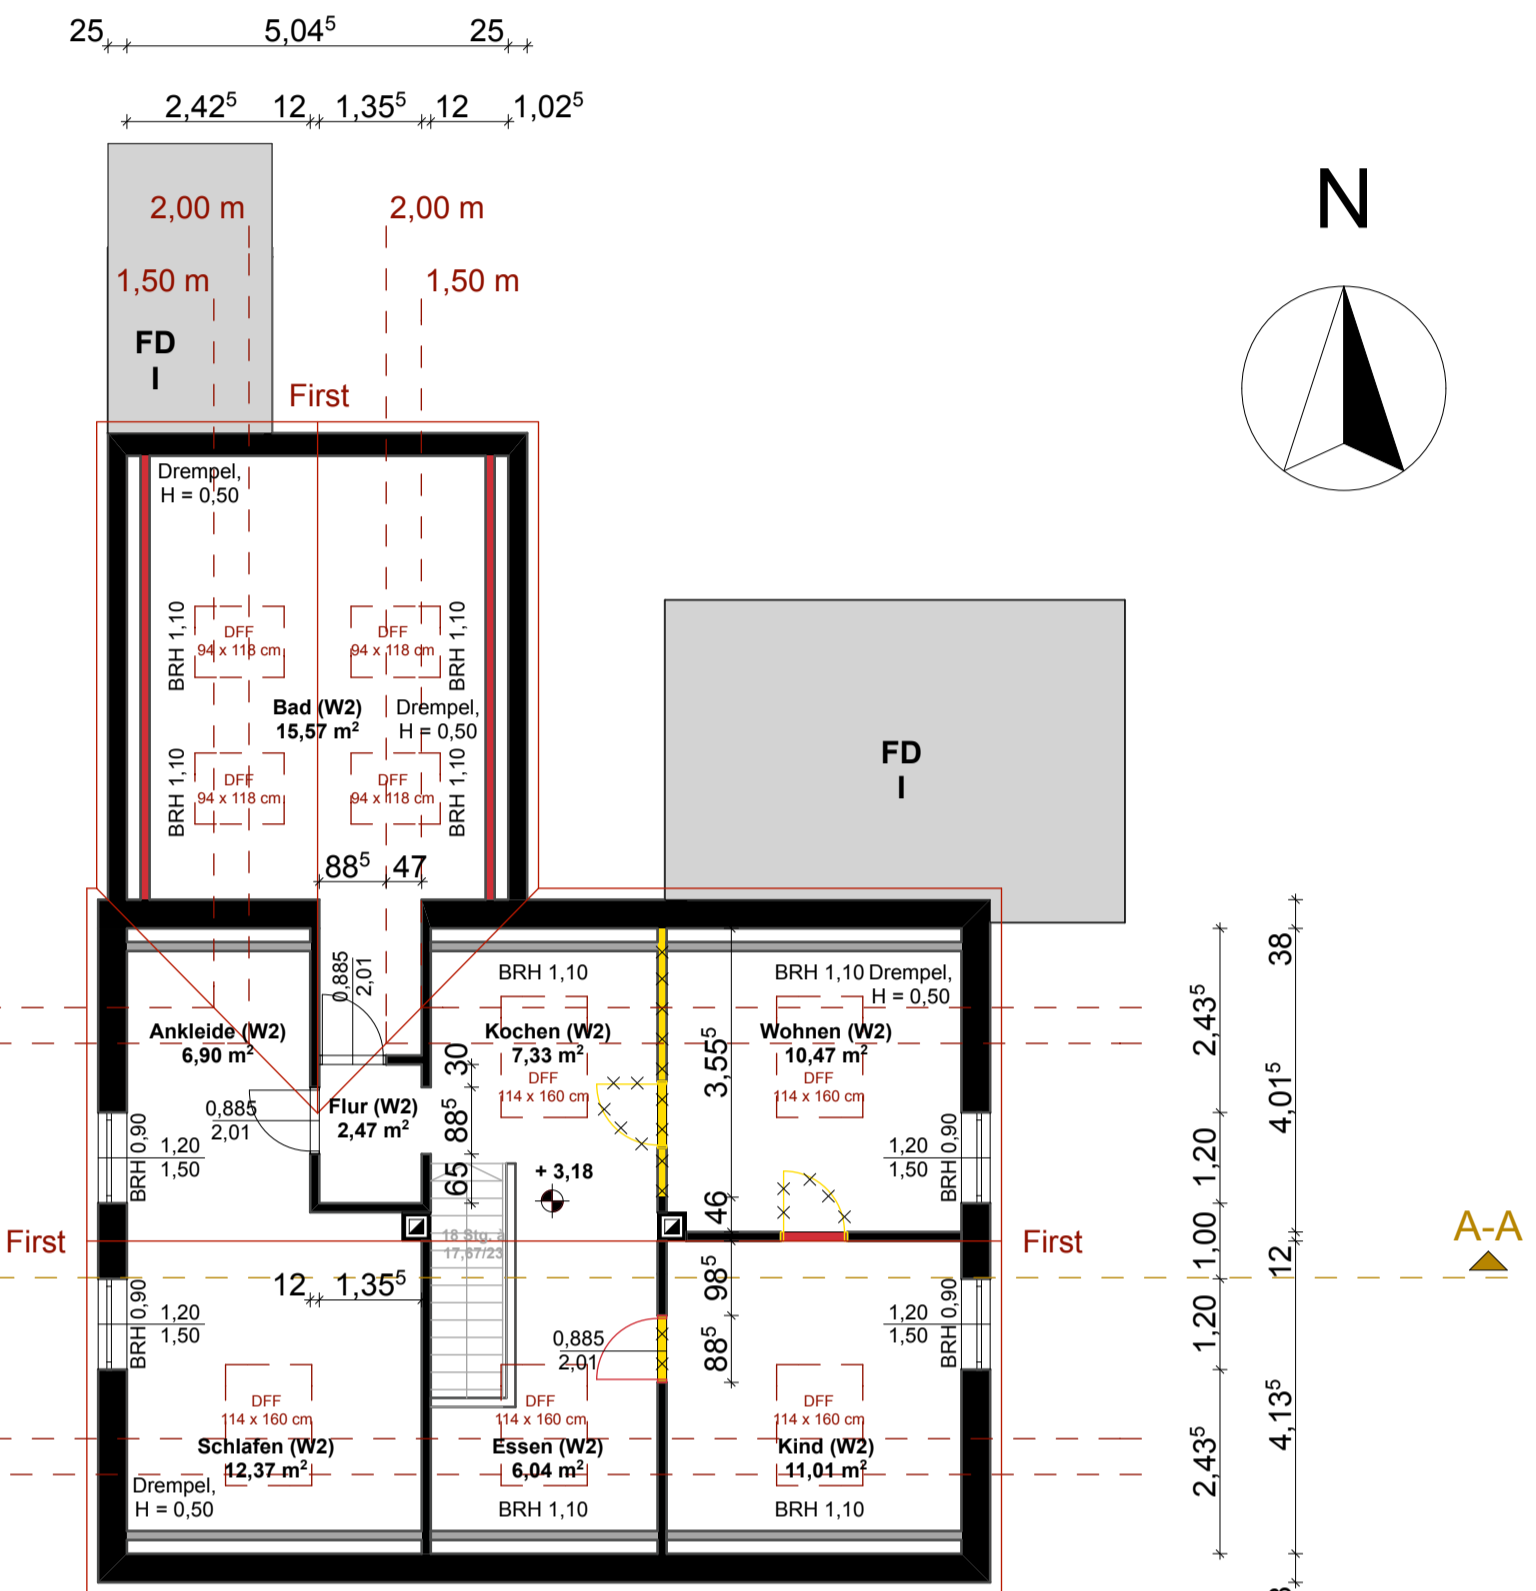 25 5,04⁵ 25
2,42⁵ 12 1,35⁵ 12 1,02⁵
N
2,00 m 2,00 m
1,50 m 1,50 m
FD
I
First
Drempel,
H = 0,50
BRH 1,10
DFF
94 x 118 cm
DFF
94 x 118 cm
BRH 1,10
Bad (W2)
15,57 m²
Drempel,
H = 0,50
FD
I
BRH 1,10
DFF
94 x 118 cm
DFF
94 x 118 cm
BRH 1,10
88⁵ 47
0,885
2,01
BRH 1,10
BRH 1,10
Drempel,
H = 0,50
38
2,43⁵
Ankleide (W2)
6,90 m²
Kochen (W2)
7,33 m²
Wohnen (W2)
10,47 m²
3,55⁵
30
DFF
114 x 160 cm
DFF
114 x 160 cm
4,01⁵
0,885
2,01
Flur (W2)
2,47 m²
88⁵
BRH 0,90
1,20
1,50
1,20
1,50
BRH 0,90
1,20
65
+ 3,18
46
18 Stg. à
17,67/23
First
First
1,00
12
A-A
12 1,35⁵
98⁵
BRH 0,90
1,20
1,50
0,885
2,01
88⁵
1,20
1,50
BRH 0,90
1,20
4,13⁵
DFF
114 x 160 cm
DFF
114 x 160 cm
DFF
114 x 160 cm
Schlafen (W2)
12,37 m²
Essen (W2)
6,04 m²
Kind (W2)
11,01 m²
2,43⁵
Drempel,
H = 0,50
BRH 1,10
BRH 1,10